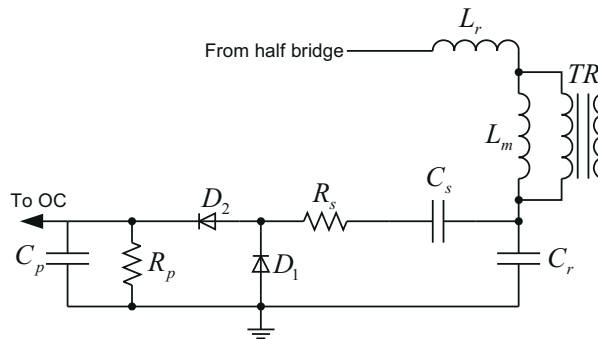 L_r
From half bridge
TR
L_m
C_s
R_s
D_2
To OC
C_p
R_p
D_1
C_r